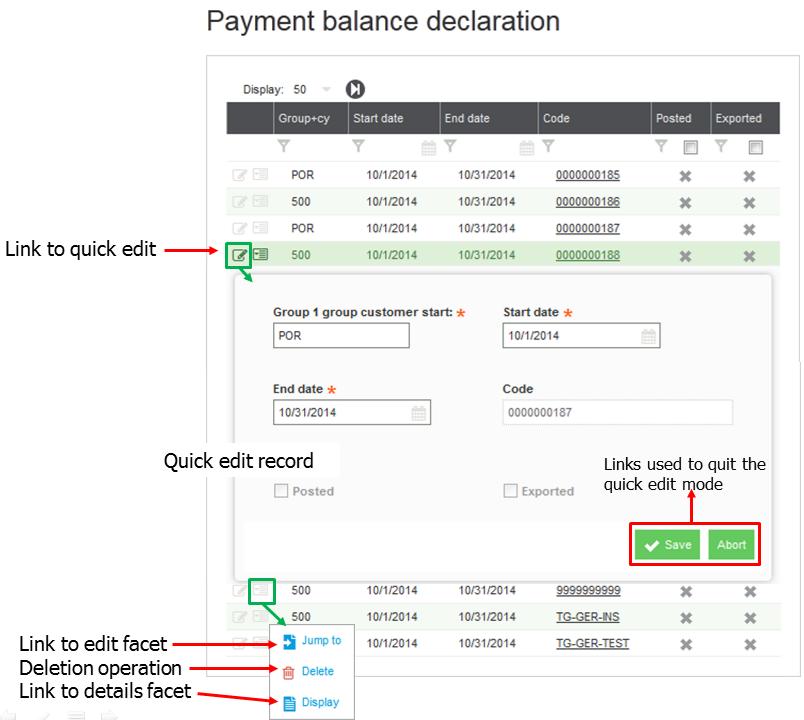 Payment balance declaration
Display: 50
Group+cy Start date End date Code Posted Exported
POR 10/1/2014 10/31/2014 0000000185
500 10/1/2014 10/31/2014 0000000186
POR 10/1/2014 10/31/2014 0000000187
Link to quick edit
500 10/1/2014 10/31/2014 0000000188
Group 1 group customer start: * Start date *
POR 10/1/2014
End date * Code
10/31/2014 0000000187
Quick edit record
Links used to quit the
quick edit mode
Posted Exported
Save Abort
500 10/1/2014 10/31/2014 9999999999
500 10/1/2014 10/31/2014 TG-GER-INS
10/1/2014 10/31/2014 TG-GER-TEST
Link to edit facet Jump to
Deletion operation Delete
Link to details facet Display